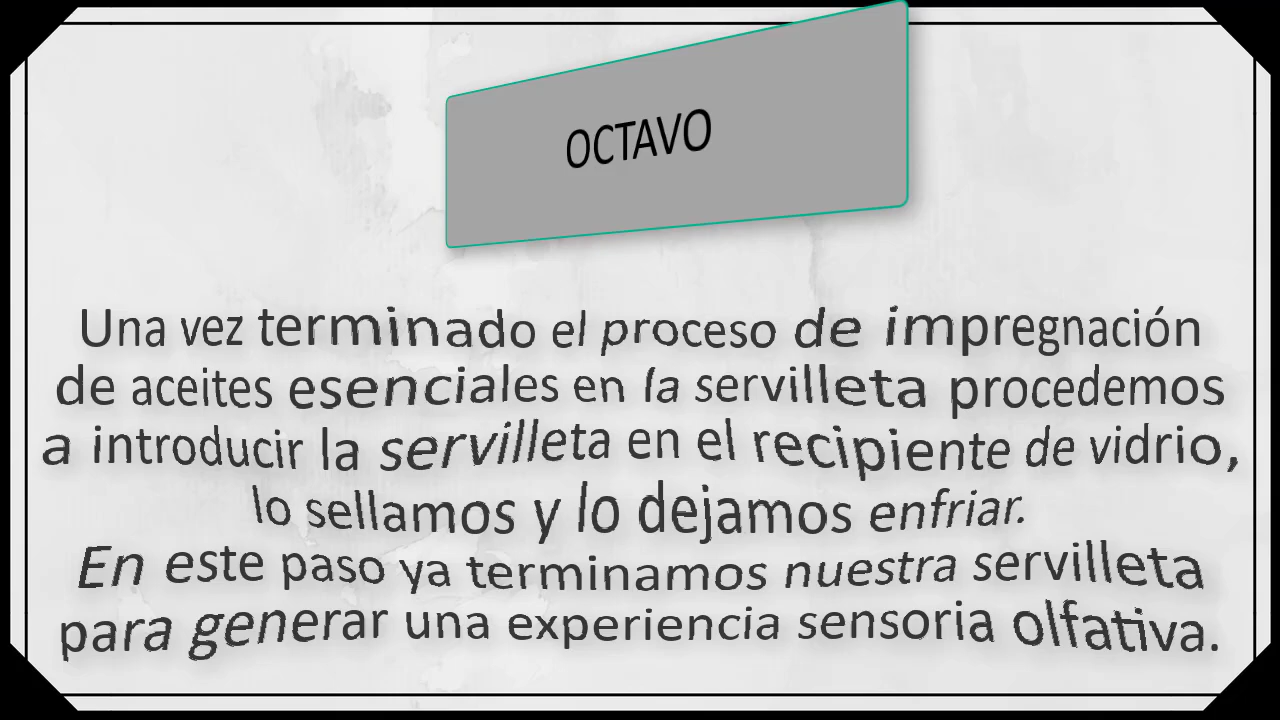 OCTAVO
Una vez terminado el proceso de impregnación
de aceites esenciales en la servilleta procedemos
a introducir la servilleta en el recipiente de vidrio,
lo sellamos y lo dejamos enfriar.
En este paso ya terminamos nuestra servilleta
para generar una experiencia sensoria olfativa.